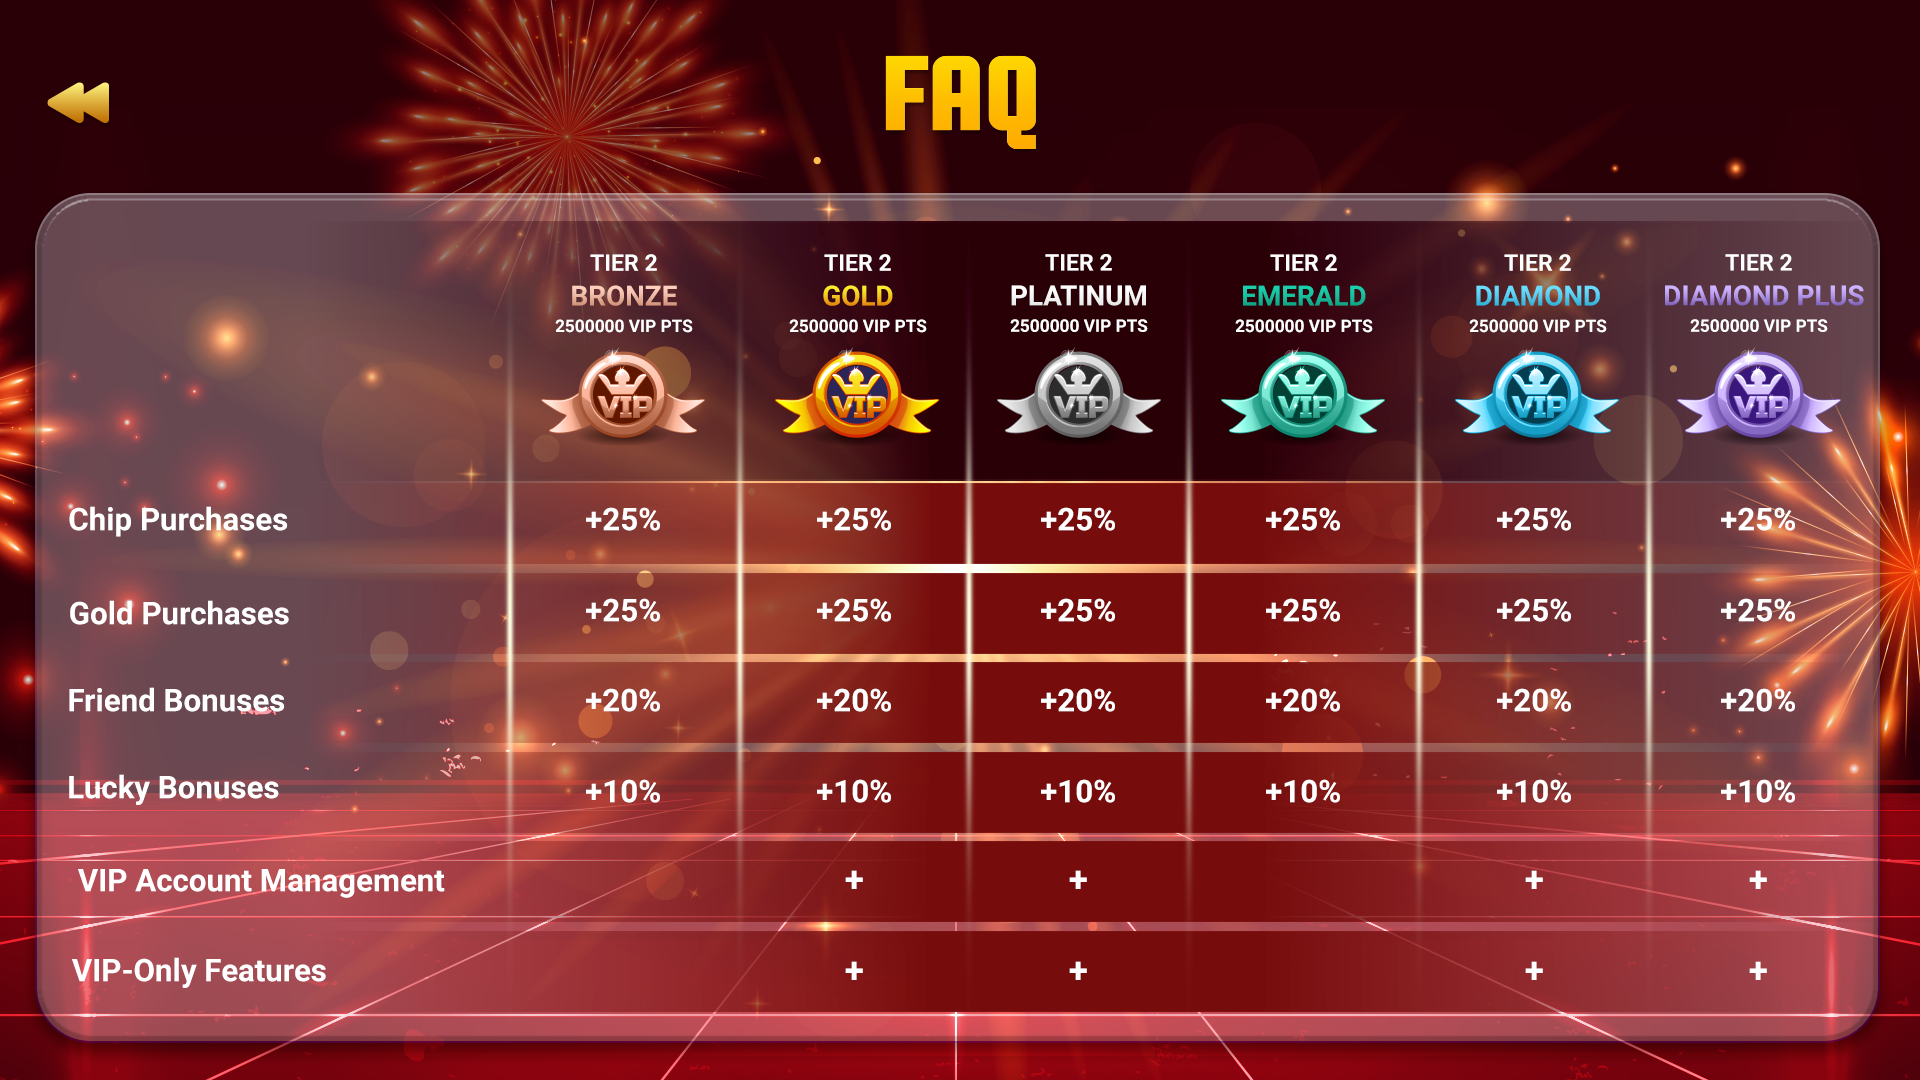 FAQ
TIER 2 TIER 2 TIER 2 TIER 2 TIER 2 TIER 2
BRONZE GOLD PLATINUM EMERALD DIAMOND DIAMOND PLUS
2500000 VIP PTS 2500000 VIP PTS 2500000 VIP PTS 2500000 VIP PTS 2500000 VIP PTS 2500000 VIP PTS
VIP VIP VIP VIP VIP VIP
Chip Purchases +25% +25% +25% +25% +25% +25%
Gold Purchases +25% +25% +25% +25% +25% +25%
Friend Bonuses +20% +20% +20% +20% +20% +20%
Lucky Bonuses +10% +10% +10% +10% +10% +10%
VIP Account Management + + + +
VIP-Only Features + + + +